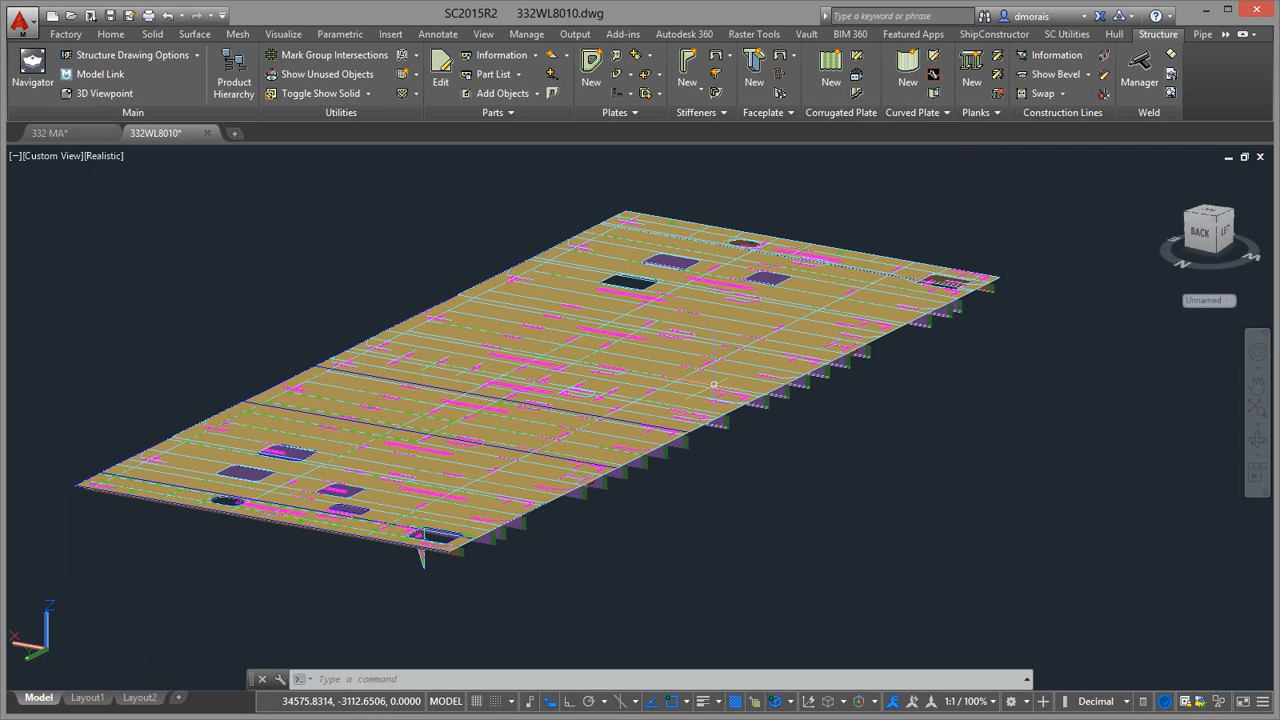 SC2015R2 332WL8010.dwg
Type a keyword or phrase
dmorais
Factory Home Solid Surface Mesh Visualize Parametric Insert Annotate View Manage Output Add-ins Autodesk 360 Raster Tools Vault BIM 360 Featured Apps ShipConstructor SC Utilities Hull Structure Pipe
Navigator
Structure Drawing Options
Model Link
3D Viewpoint
Product
Hierarchy
Mark Group Intersections
Show Unused Objects
Toggle Show Solid
Edit
Information
Part List
Add Objects
New
New
New
New
New
New
Information
Show Bevel
Swap
Manager
Main Utilities Parts Plates Stiffeners Faceplate Corrugated Plate Curved Plate Planks Construction Lines Weld
332 MA* 332WL8010*
[−][Custom View][Realistic]
BACK LEFT
N
Unnamed
Z
X
Type a command
Model Layout1 Layout2
34575.8314, -3112.6506, 0.0000 MODEL
1:1 / 100%
Decimal